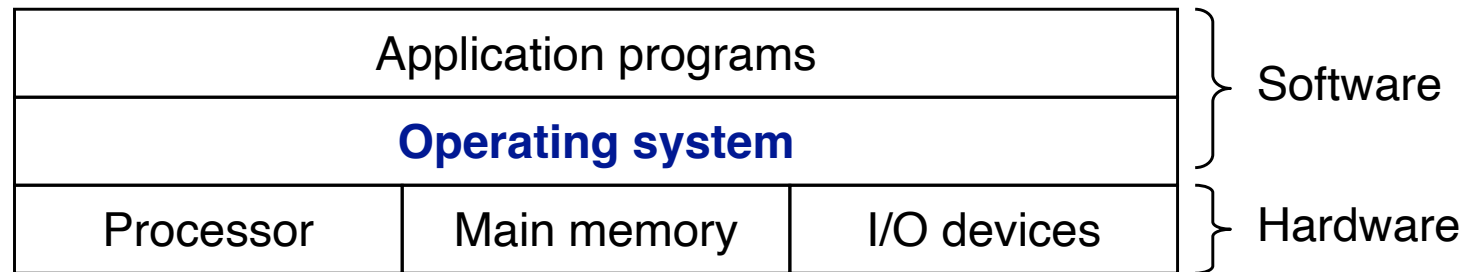 Application programs
Software
Operating system
Processor
Main memory
I/O devices
Hardware